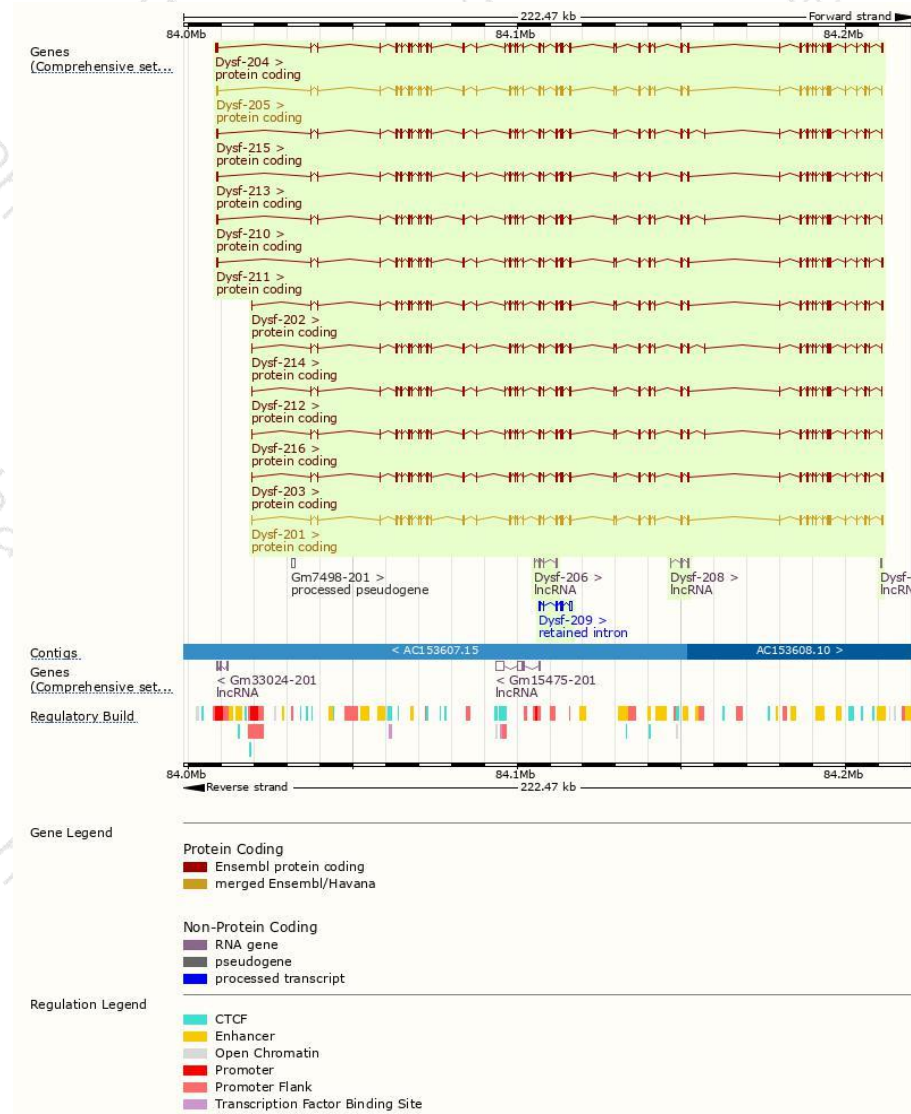 222.47 kb Forward strand
84.0Mb 84.1Mb 84.2Mb
Genes
(Comprehensive set...
Dysf-204 >
protein coding
Dysf-205 >
protein coding
Dysf-215 >
protein coding
Dysf-213 >
protein coding
Dysf-210 >
protein coding
Dysf-211 >
protein coding
Dysf-202 >
protein coding
Dysf-214 >
protein coding
Dysf-212 >
protein coding
Dysf-216 >
protein coding
Dysf-203 >
protein coding
Dysf-201 >
protein coding
Gm7498-201 > Dysf-206 > Dysf-208 > Dysf-
processed pseudogene lncRNA lncRNA lncRN
Dysf-209 >
retained intron
Contigs < AC153607.15 AC153608.10 >
Genes
(Comprehensive set...
< Gm33024-201 < Gm15475-201
lncRNA lncRNA
Regulatory Build
84.0Mb 84.1Mb 84.2Mb
Reverse strand 222.47 kb
Gene Legend
Protein Coding
Ensembl protein coding
merged Ensembl/Havana
Non-Protein Coding
RNA gene
pseudogene
processed transcript
Regulation Legend
CTCF
Enhancer
Open Chromatin
Promoter
Promoter Flank
Transcription Factor Binding Site